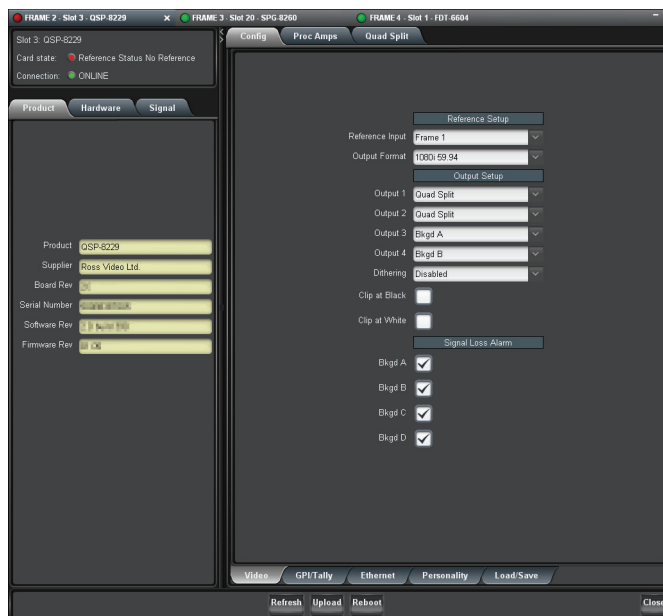 FRAME 2 - Slot 3 - QSP-8229 x FRAME 3 - Slot 20 - SPG-8260 FRAME 4 - Slot 1 - FDT-6604
Slot 3: QSP-8229
Card state: Reference Status No Reference
Connection: ONLINE
Product Hardware Signal
Product QSP-8229
Supplier Ross Video Ltd.
Board Rev
Serial Number
Software Rev
Firmware Rev
Config Proc Amps Quad Split
Reference Setup
Reference Input Frame 1
Output Format 1080i 59.94
Output Setup
Output 1 Quad Split
Output 2 Quad Split
Output 3 Bkgd A
Output 4 Bkgd B
Dithering Disabled
Clip at Black
Clip at White
Signal Loss Alarm
Bkgd A
Bkgd B
Bkgd C
Bkgd D
Video GPI/Tally Ethernet Personality Load/Save
Refresh Upload Reboot Close